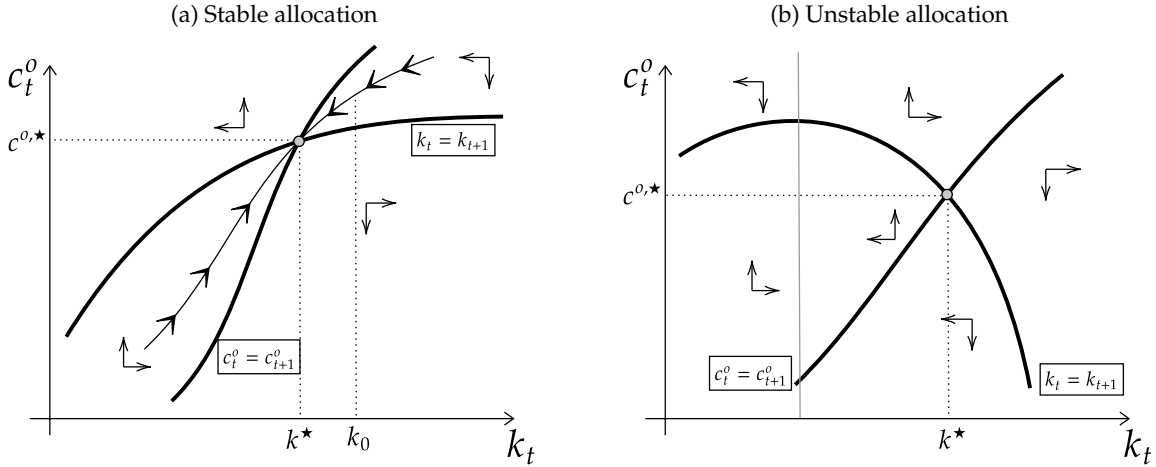 (a) Stable allocation
c_t^o
c^{o,★}
k_t = k_{t+1}
c_t^o = c_{t+1}^o
k^★
k_0
k_t
(b) Unstable allocation
c_t^o
c^{o,★}
c_t^o = c_{t+1}^o
k_t = k_{t+1}
k^★
k_t